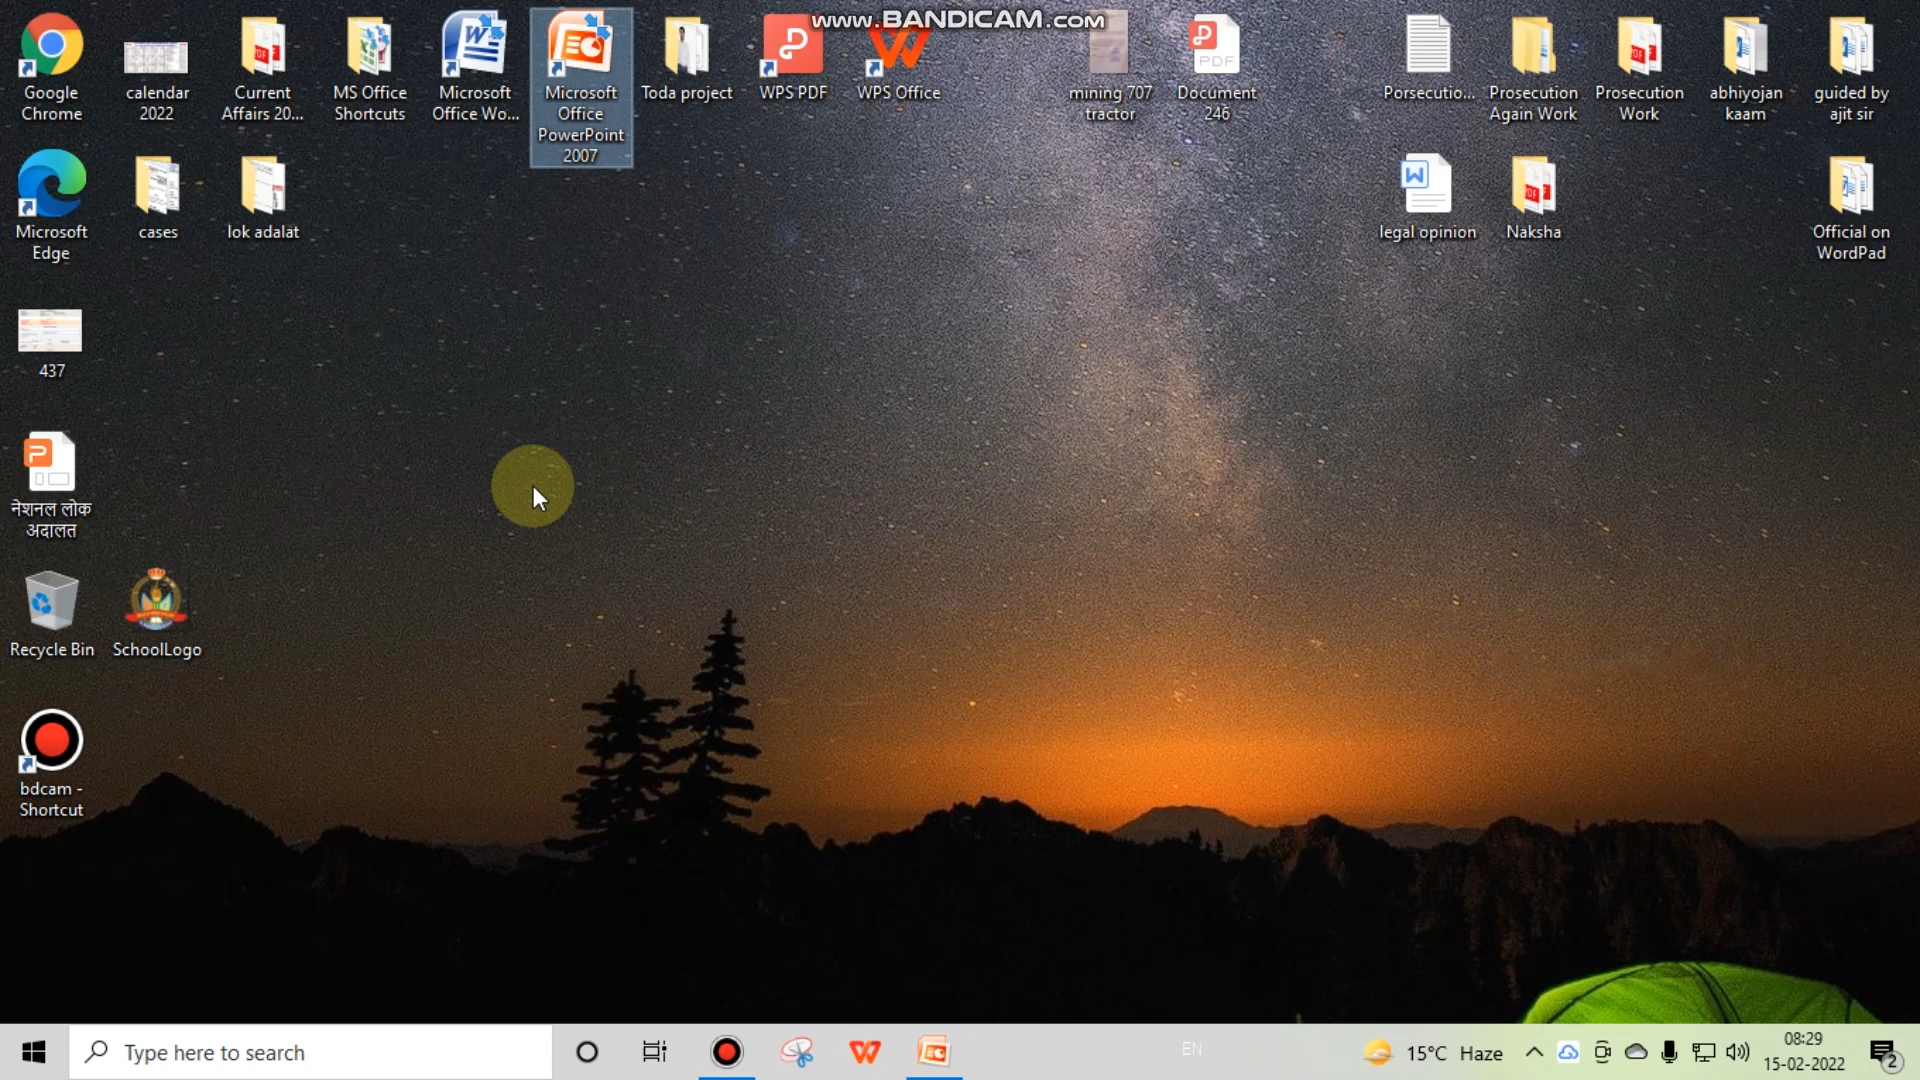 www.BANDICAM.com
Google
Chrome
calendar
2022
Current
Affairs 20...
MS Office
Shortcuts
Microsoft
Office Wo...
Microsoft
Office
PowerPoint
2007
Toda project
WPS PDF
WPS Office
mining 707
tractor
PDF
Document
246
Porsecutio...
Prosecution
Again Work
Prosecution
Work
abhiyojan
kaam
guided by
ajit sir
Microsoft
Edge
cases
lok adalat
legal opinion
Naksha
Official on
WordPad
437
नेशनल लोक
अदालत
Recycle Bin
SchoolLogo
bdcam -
Shortcut
Type here to search
EN
15°C Haze
08:29
15-02-2022
2